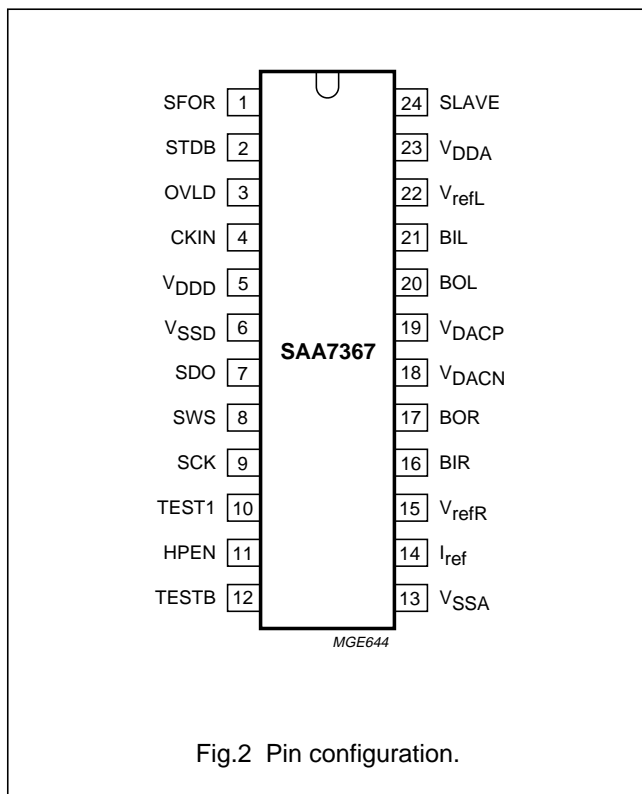 SFOR 1 24 SLAVE
STDB 2 23 VDDA
OVLD 3 22 VrefL
CKIN 4 21 BIL
VDDD 5 20 BOL
VSSD 6 19 VDACP
SAA7367
SDO 7 18 VDACN
SWS 8 17 BOR
SCK 9 16 BIR
TEST1 10 15 VrefR
HPEN 11 14 Iref
TESTB 12 13 VSSA
MGE644
Fig.2 Pin configuration.